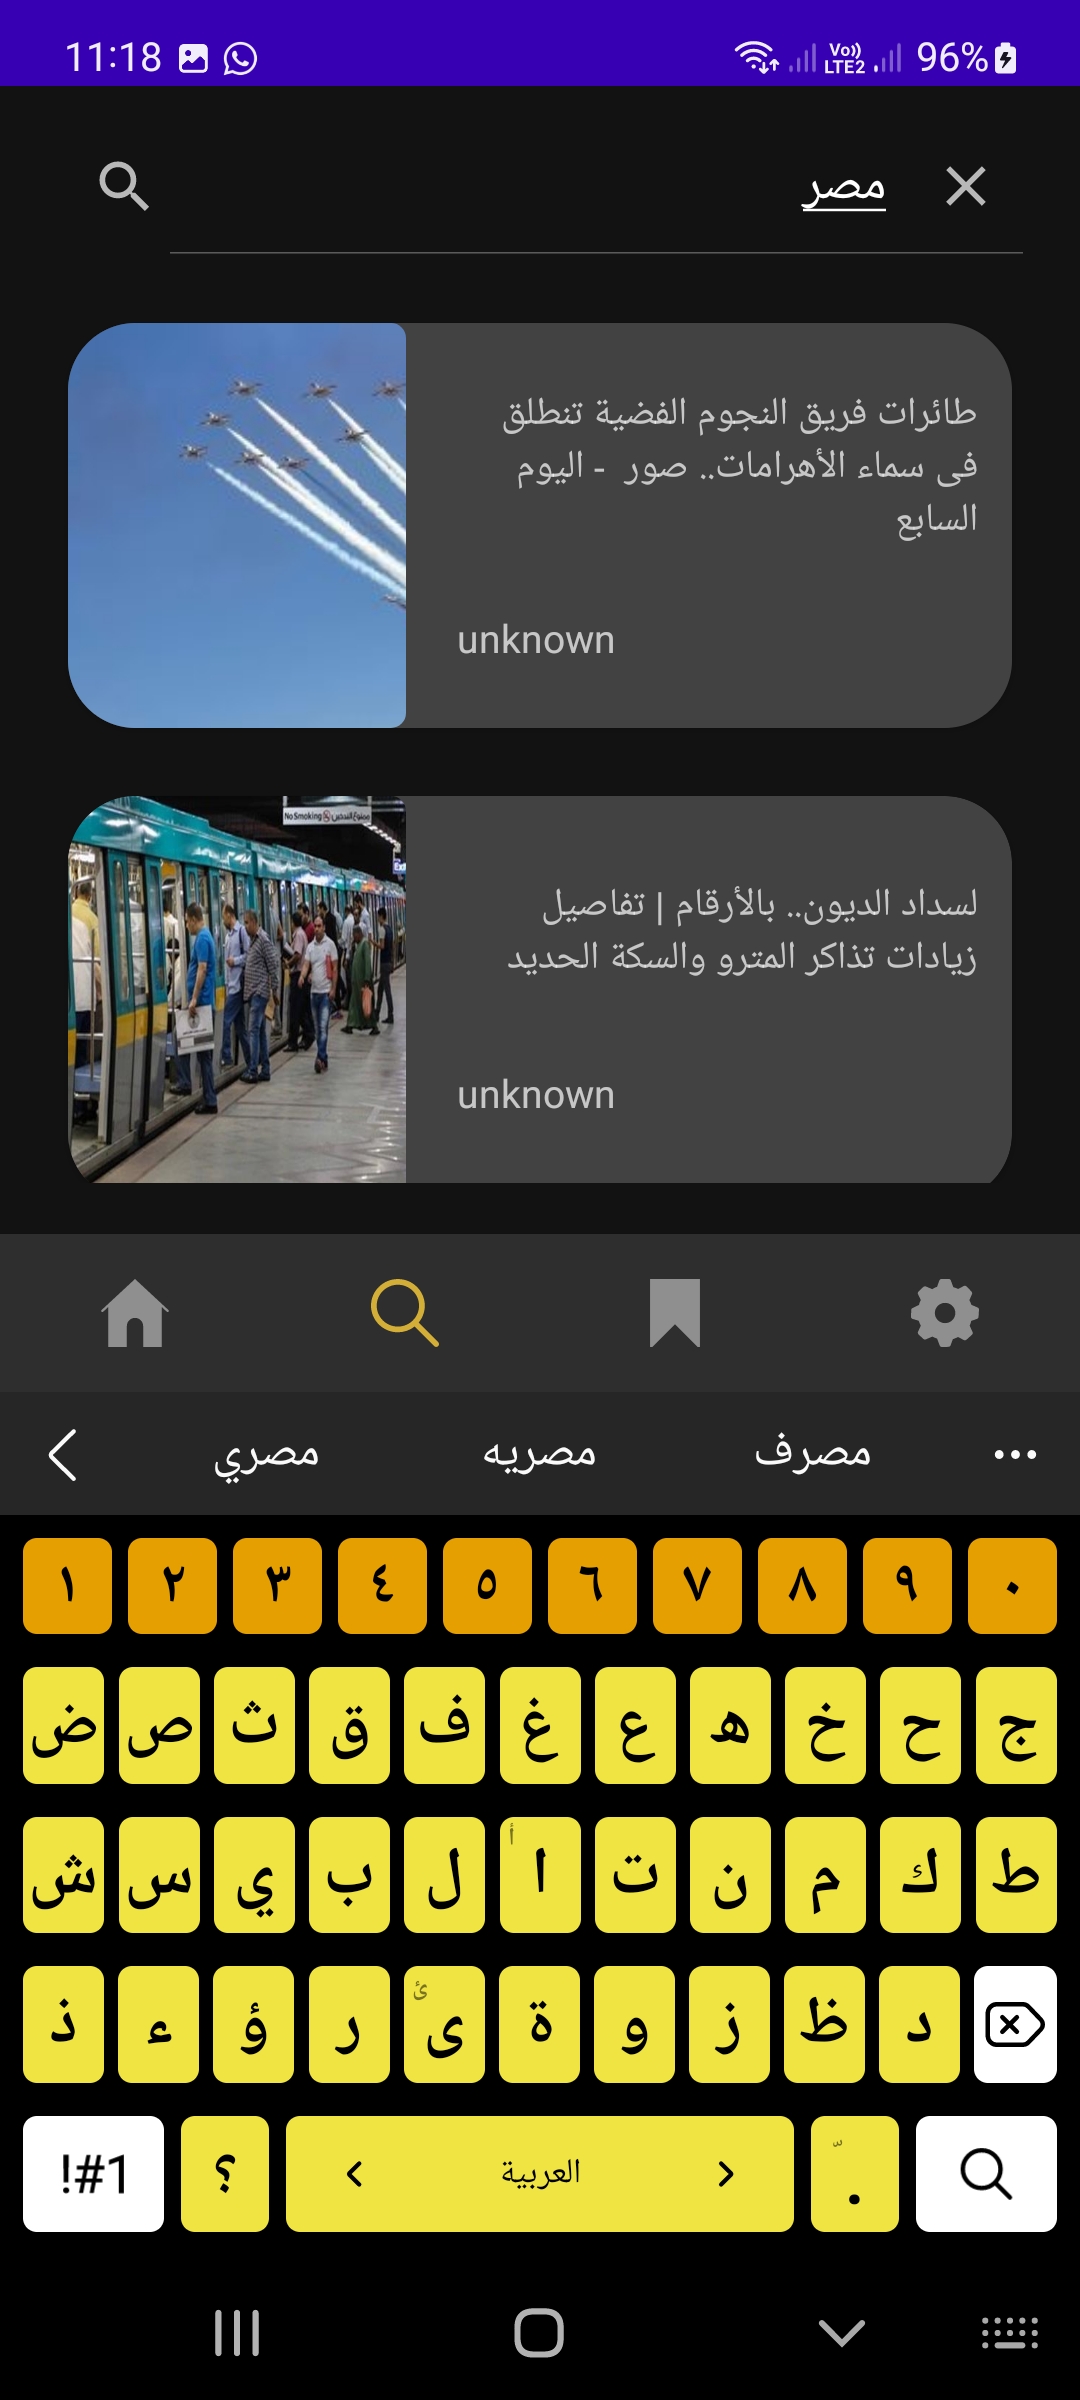 11:18
Vo))
LTE2
96%
مصر
طائرات فريق النجوم الفضية تنطلق
فى سماء الأهرامات.. صور - اليوم
السابع
unknown
No Smoking ممنوع التدخين
لسداد الديون.. بالأرقام | تفاصيل
زيادات تذاكر المترو والسكة الحديد
unknown
مصري مصريه مصرف
١ ٢ ٣ ٤ ٥ ٦ ٧ ٨ ٩ ٠
ض ص ث ق ف غ ع ه خ ح ج
ش س ي ب ل ا أ ت ن م ك ط
ذ ء ؤ ر ى ئ ة و ز ظ د
!#1 ؟ العربية .